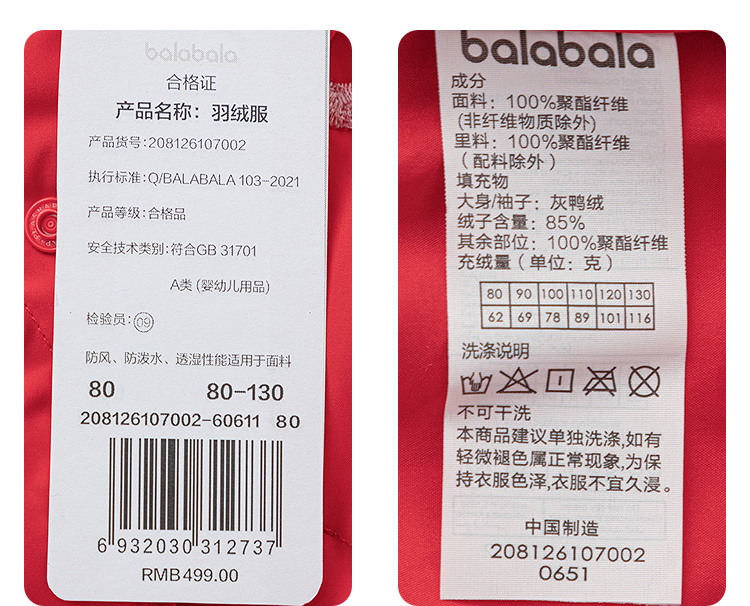 balabala
合格证
产品名称：羽绒服
产品货号:208126107002
执行标准:Q/BALABALA 103-2021
产品等级:合格品
安全技术类别:符合GB 31701
A类 (婴幼儿用品)
检验员:09
防风、防泼水、透湿性能适用于面料
80 80-130
208126107002-60611 80
6 932030 312737
RMB499.00
balabala
成分
面料：100%聚酯纤维
(非纤维物质除外)
里料：100%聚酯纤维
(配料除外)
填充物
大身/袖子：灰鸭绒
绒子含量：85%
其余部位：100%聚酯纤维
充绒量(单位：克)
80 90 100 110 120 130
62 69 78 89 101 116
洗涤说明
不可干洗
本商品建议单独洗涤,如有
轻微褪色属正常现象,为保
持衣服色泽,衣服不宜久浸。
中国制造
208126107002
0651